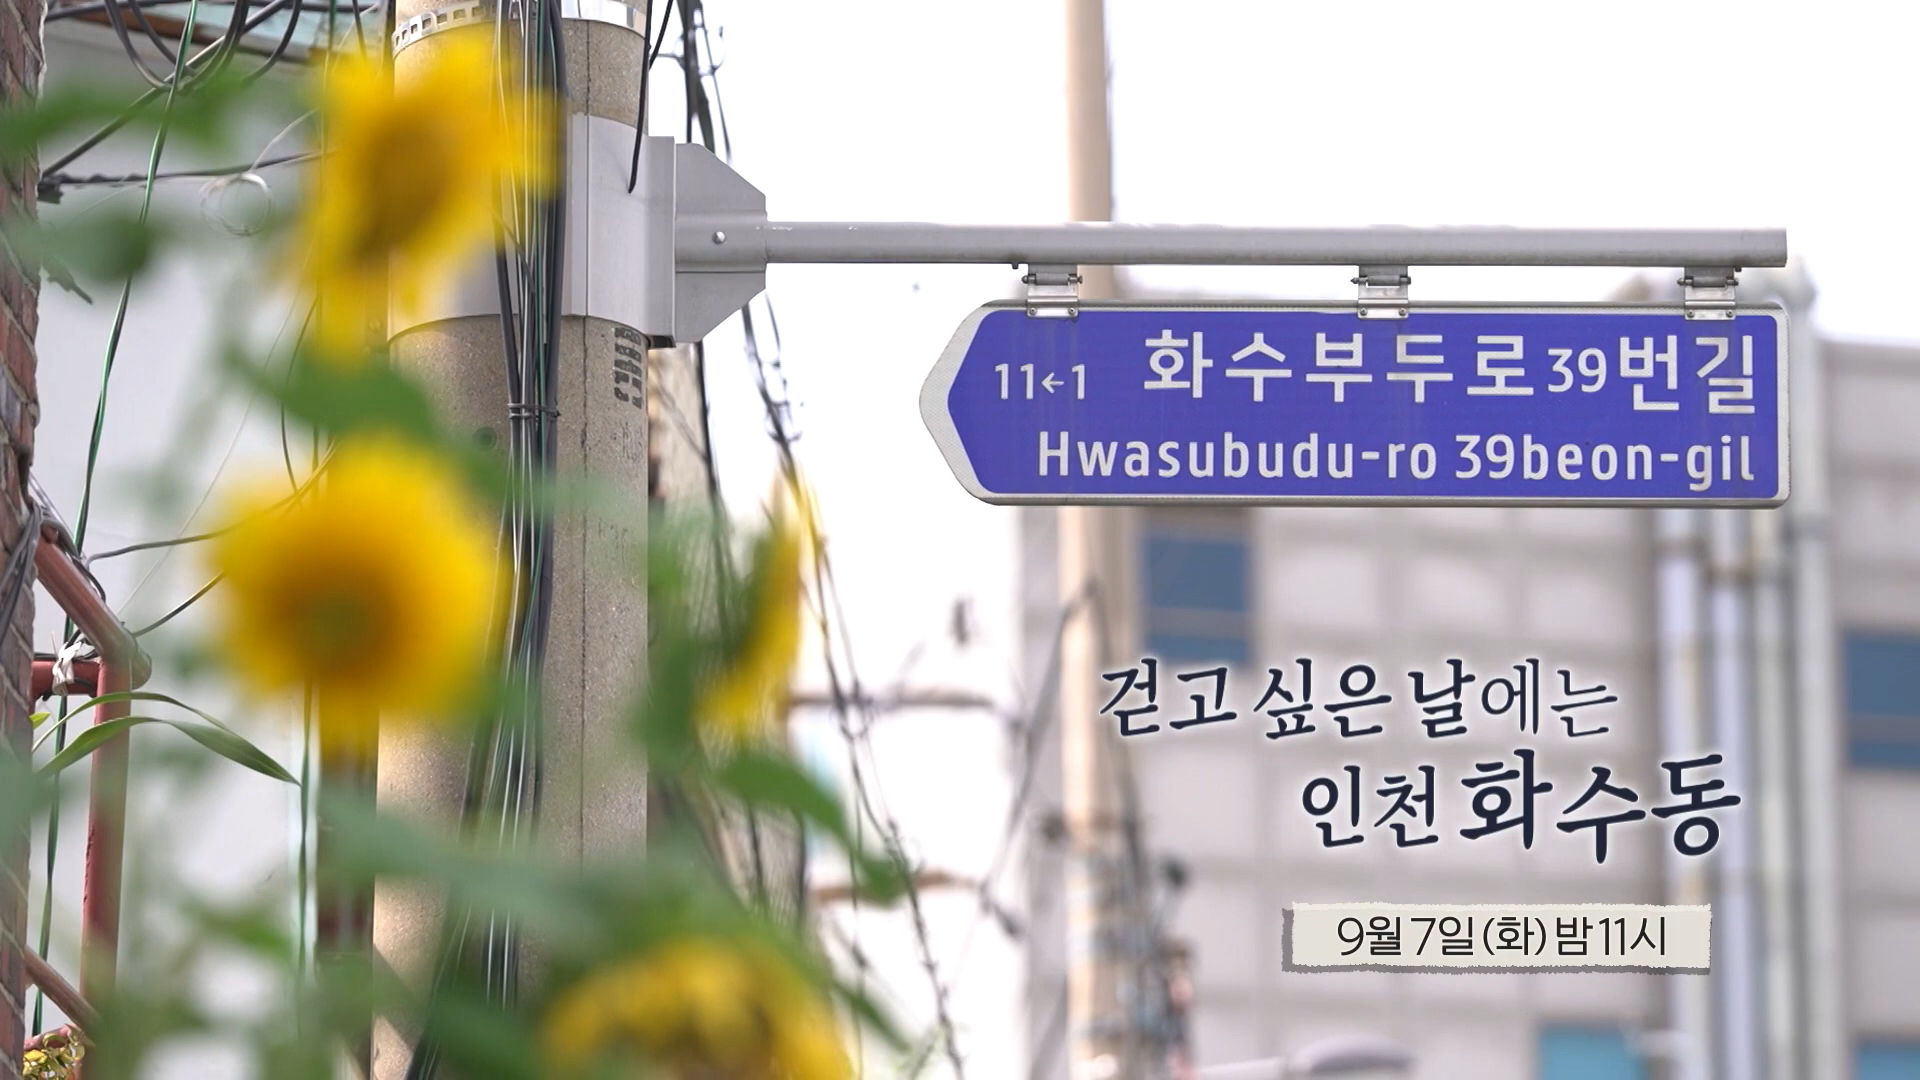 11←1 화수부두로 39번길
Hwasubudu-ro 39beon-gil
걷고 싶은 날에는
인천 화수동
9월 7일 (화) 밤 11시